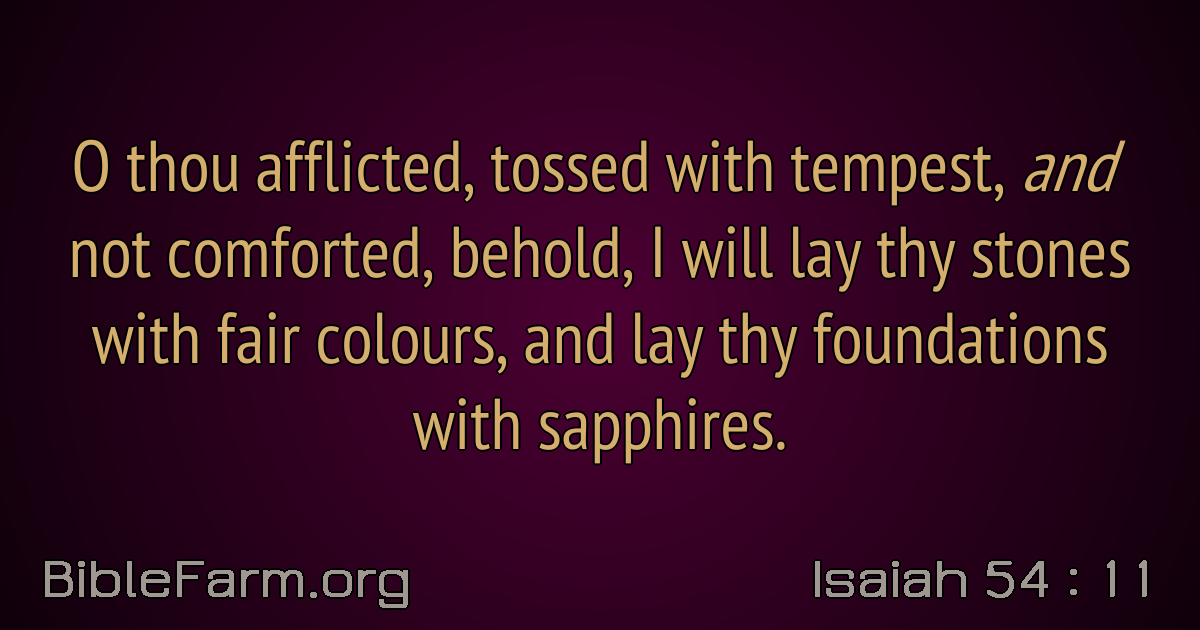 O thou afflicted, tossed with tempest, and
not comforted, behold, I will lay thy stones
with fair colours, and lay thy foundations
with sapphires.
BibleFarm.org
Isaiah 54 : 11